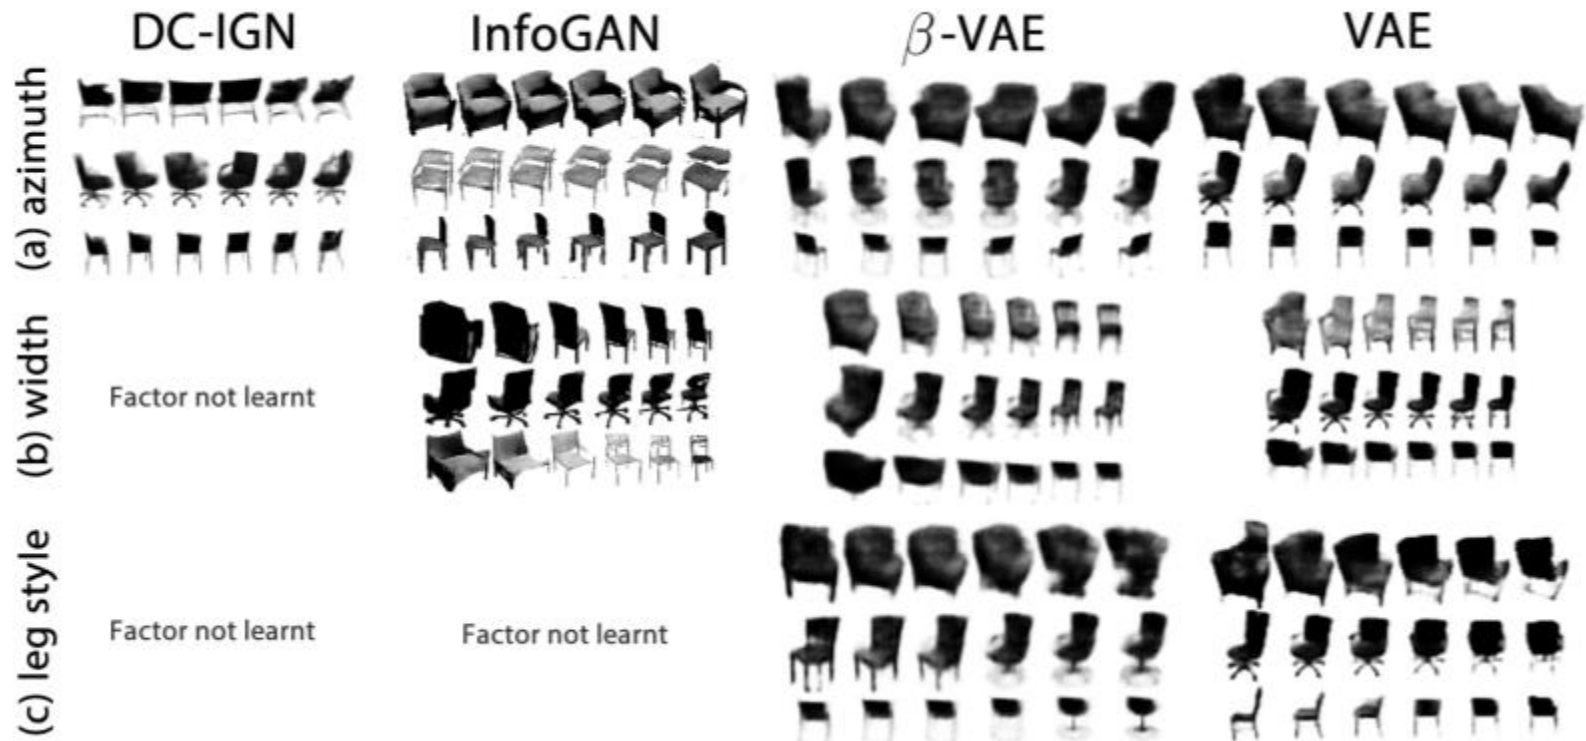 DC-IGN InfoGAN β-VAE VAE
(a) azimuth
(b) width
Factor not learnt
(c) leg style
Factor not learnt
Factor not learnt